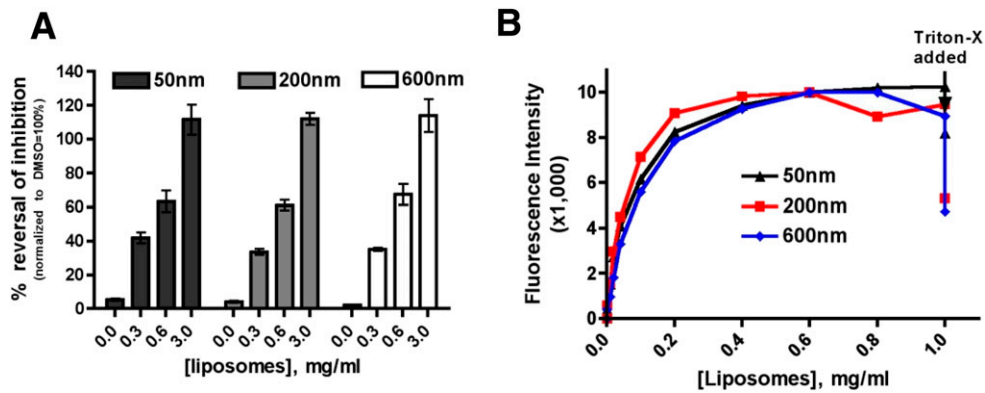 A
% reversal of inhibition
(normalized to DMSO=100%)
140
120
100
80
60
40
20
0
50nm 200nm 600nm
0.0 0.3 0.6 3.0 0.0 0.3 0.6 3.0 0.0 0.3 0.6 3.0
[liposomes], mg/ml
B
Triton-X
added
Fluorescence Intensity
(x1,000)
10
8
6
4
2
0
50nm
200nm
600nm
0.0 0.2 0.4 0.6 0.8 1.0
[Liposomes], mg/ml